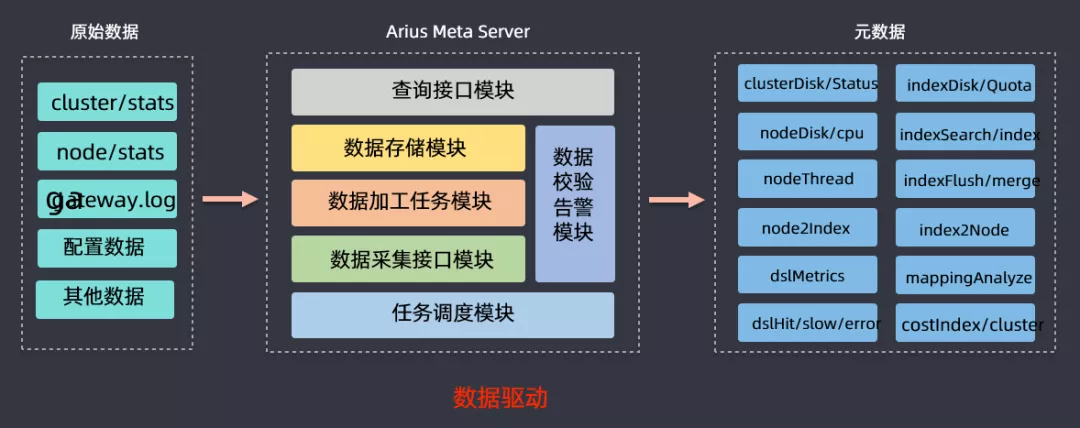 原始数据
cluster/stats
node/stats
Gateway.log
配置数据
其他数据
Arius Meta Server
查询接口模块
数据存储模块
数据加工任务模块
数据采集接口模块
数据
校验
告警
模块
任务调度模块
元数据
clusterDisk/Status
indexDisk/Quota
nodeDisk/cpu
indexSearch/index
nodeThread
indexFlush/merge
node2Index
index2Node
dslMetrics
mappingAnalyze
dslHit/slow/error
costIndex/cluster
数据驱动